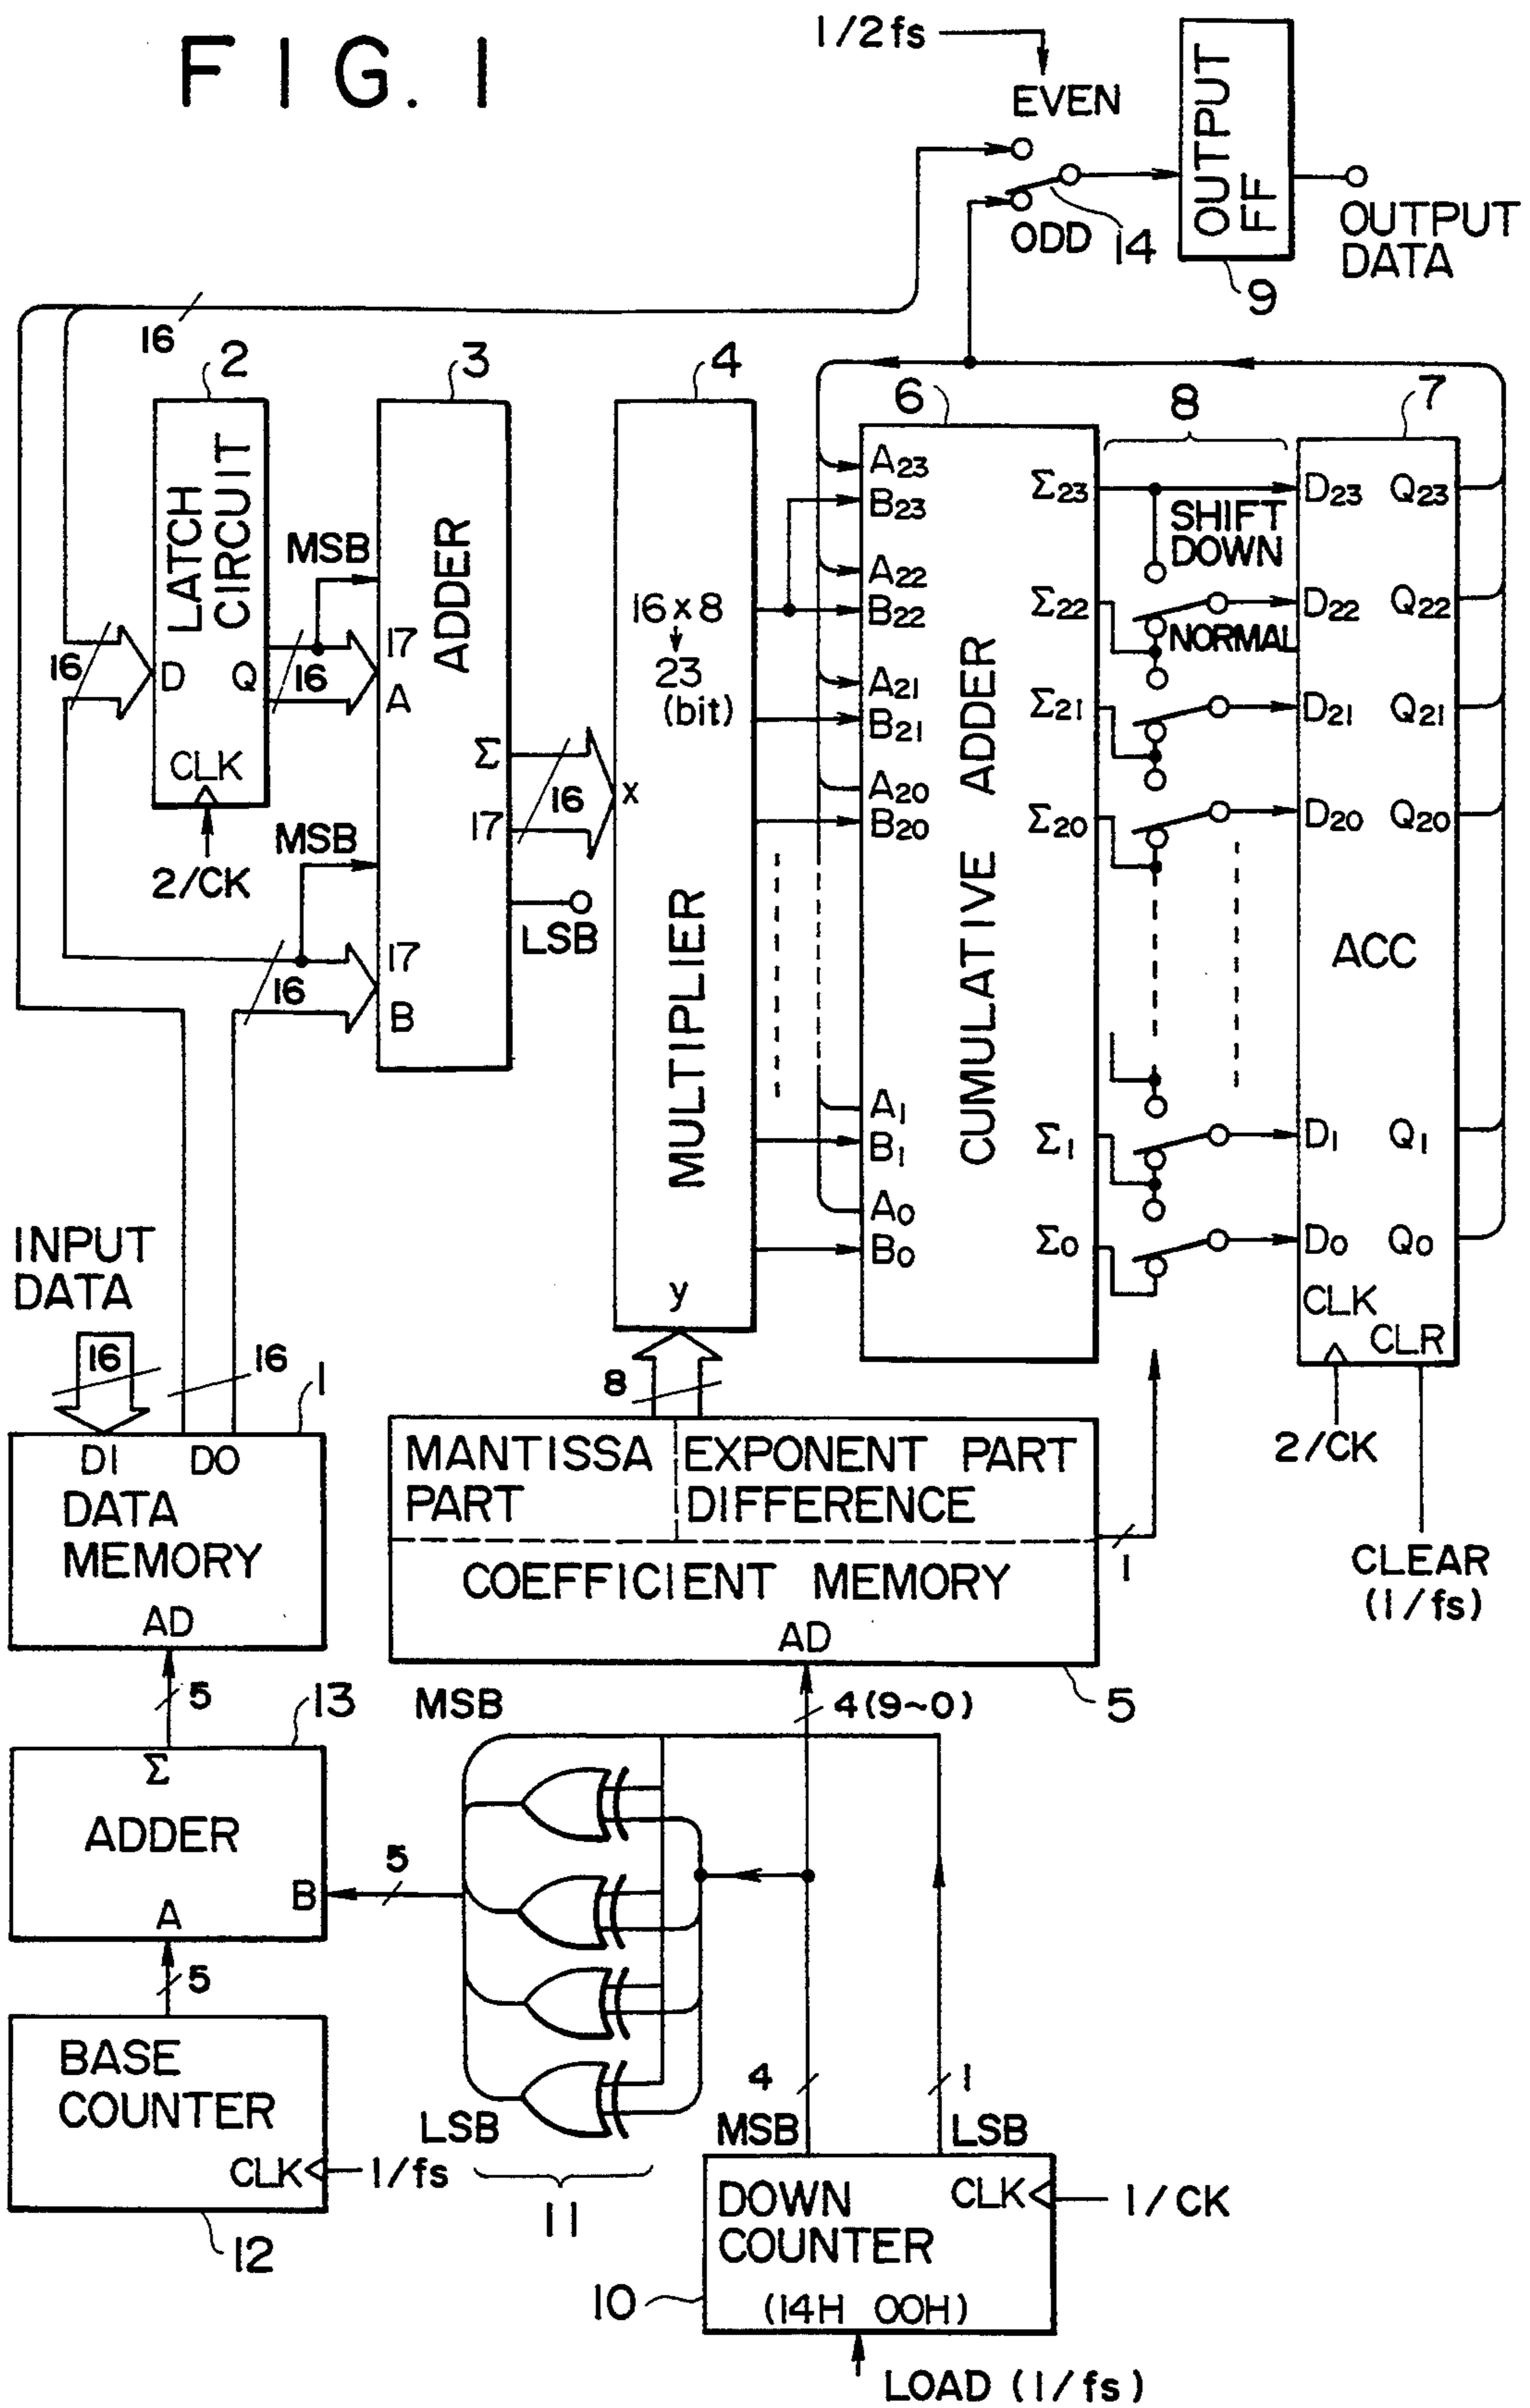 FIG. 1
1/2fs
EVEN
ODD
14
OUTPUT
FF
9
OUTPUT
DATA
16
2
LATCH
CIRCUIT
D
Q
CLK
2/CK
16
16
MSB
MSB
16
3
ADDER
17
A
17
B
Σ
17
16
LSB
4
16×8
↓
23
(bit)
x
MULTIPLIER
y
6
A23
B23
A22
B22
A21
B21
A20
B20
A1
B1
A0
B0
CUMULATIVE ADDER
Σ23
Σ22
Σ21
Σ20
Σ1
Σ0
8
SHIFT
DOWN
NORMAL
7
D23 Q23
D22 Q22
D21 Q21
D20 Q20
ACC
D1 Q1
D0 Q0
CLK
CLR
2/CK
CLEAR
(1/fs)
INPUT
DATA
16
16
1
DI DO
DATA
MEMORY
AD
5
8
MANTISSA
PART
EXPONENT PART
DIFFERENCE
COEFFICIENT MEMORY
AD
1
5
4(9~0)
13
Σ
ADDER
A
B
5
5
MSB
LSB
11
BASE
COUNTER
CLK
1/fs
12
4
MSB
1
LSB
DOWN
COUNTER
CLK
1/CK
(14H 00H)
10
LOAD (1/fs)